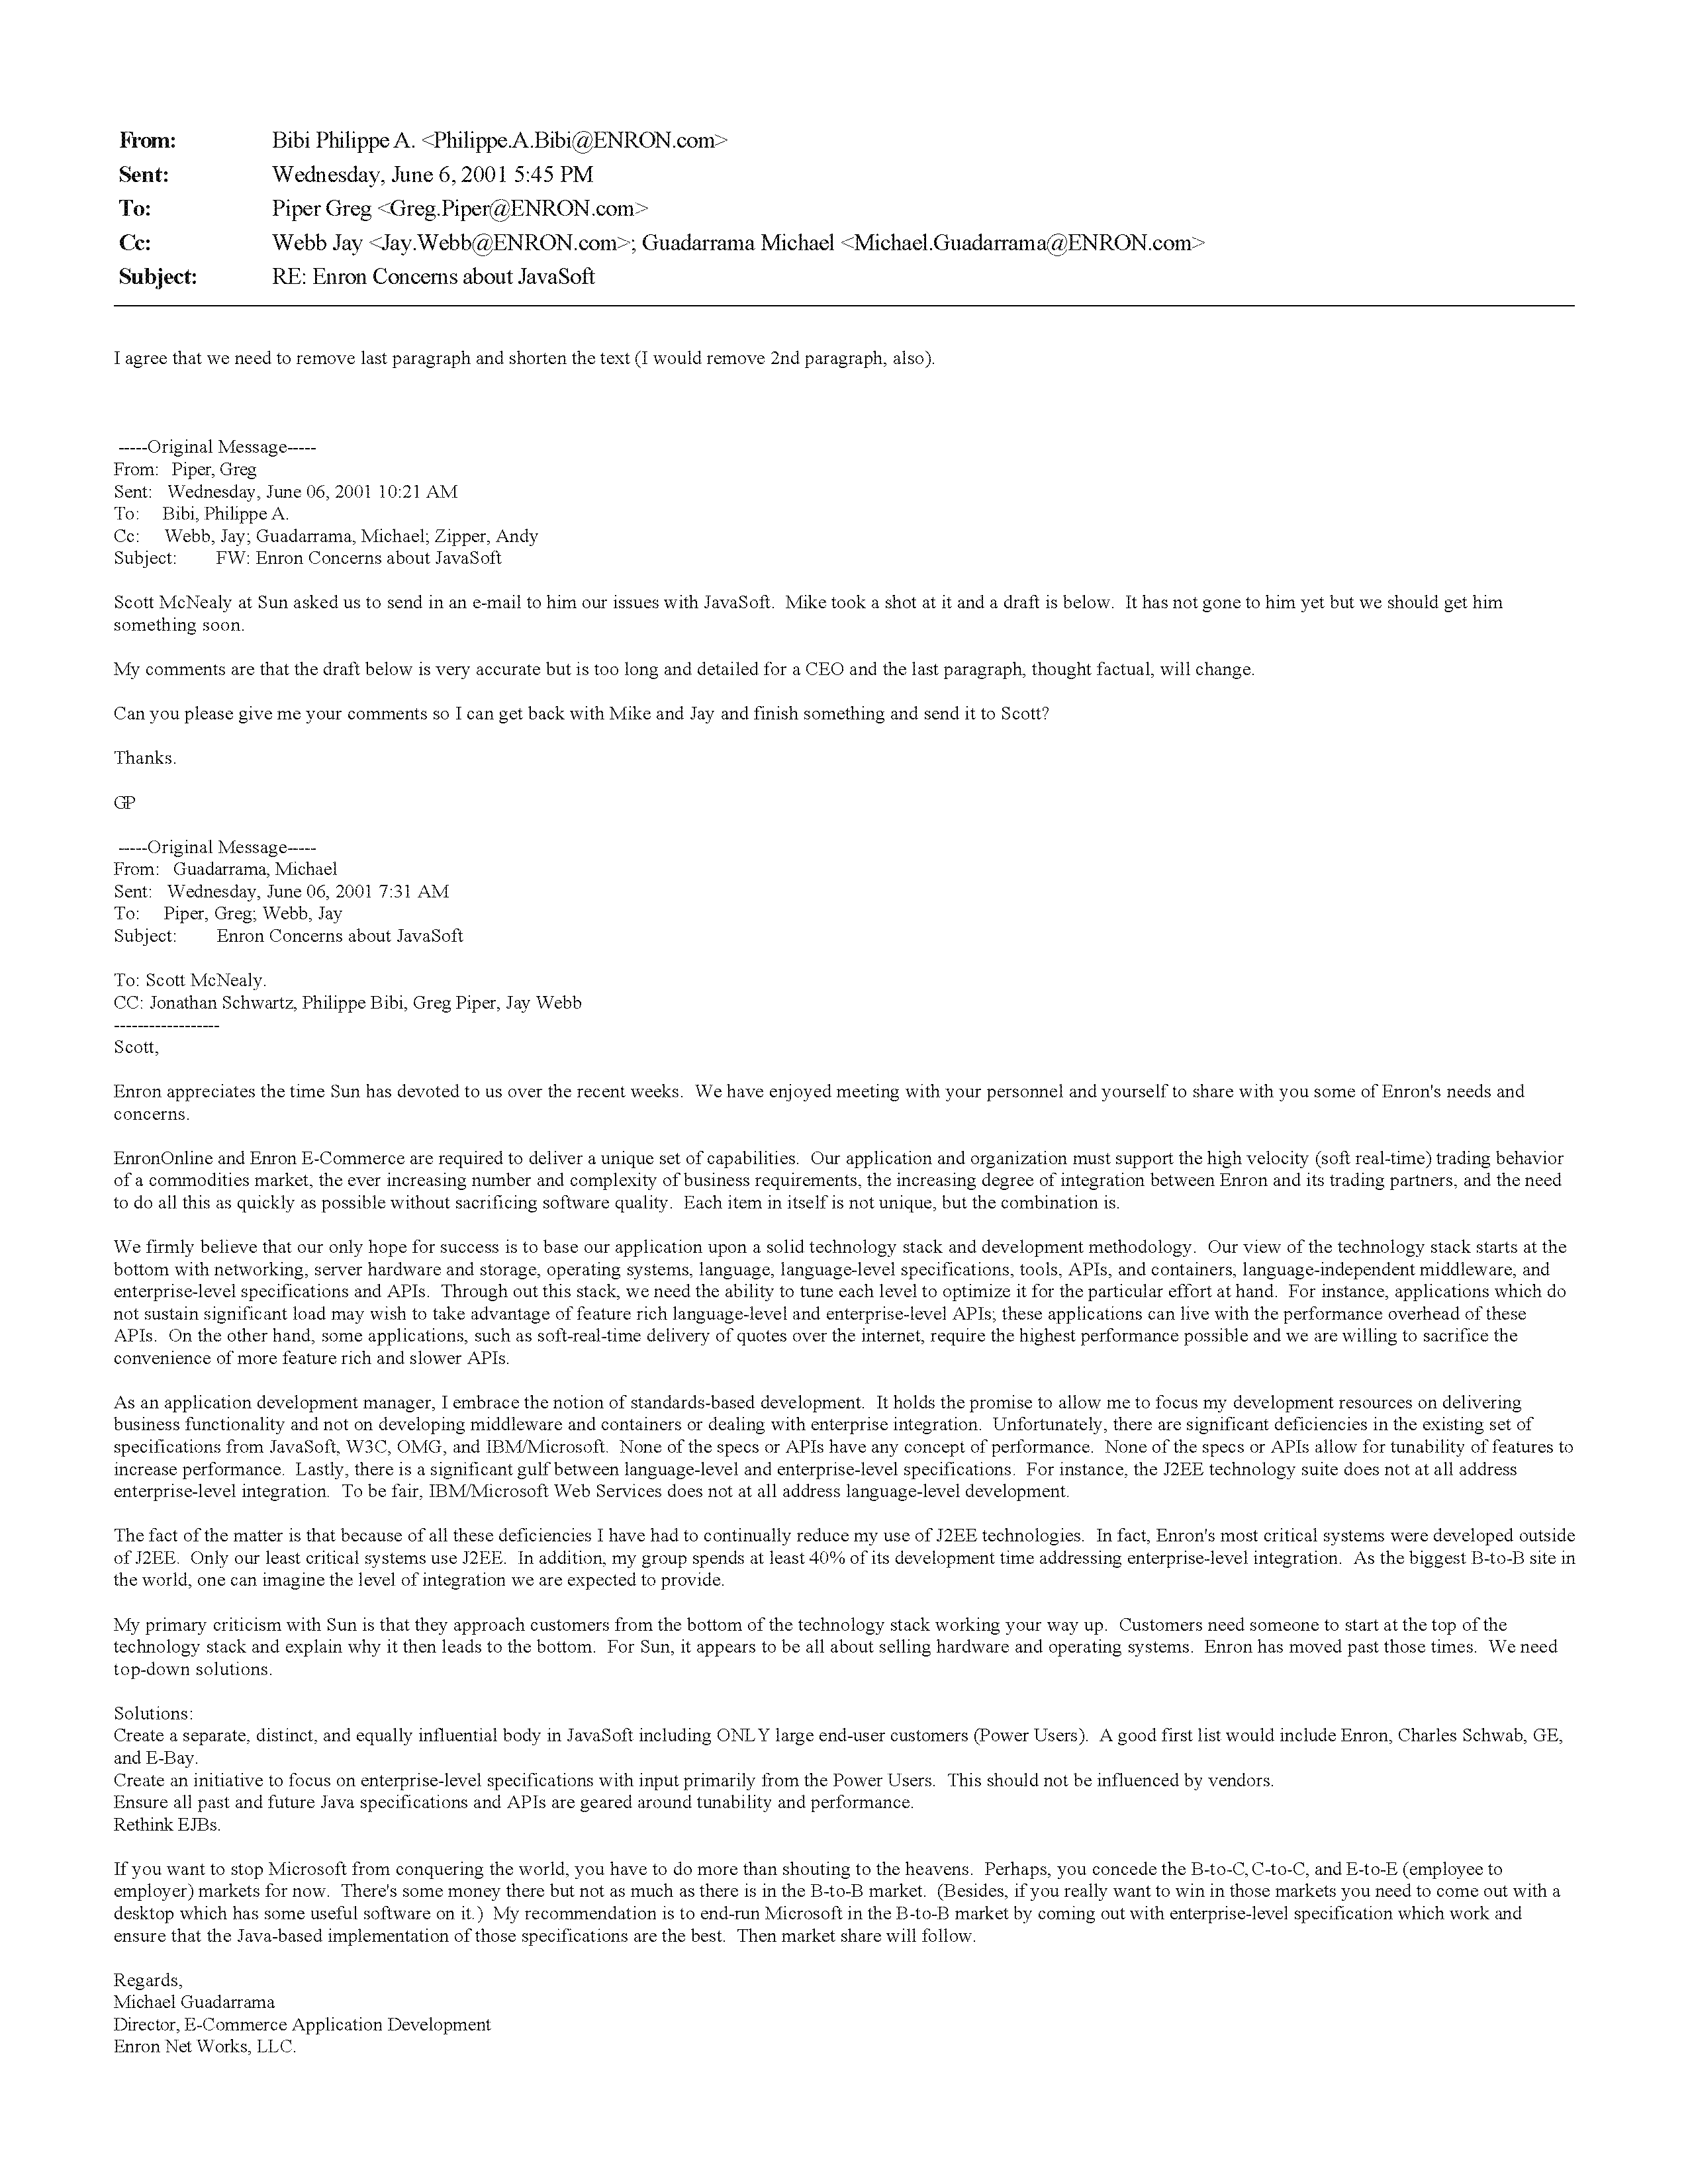 From: Bibi Philippe A. <Philippe.A.Bibi@ENRON.com>
Sent: Wednesday, June 6, 2001 5:45 PM
To: Piper Greg <Greg.Piper@ENRON.com>
Cc: Webb Jay <Jay.Webb@ENRON.com>; Guadarrama Michael <Michael.Guadarrama@ENRON.com>
Subject: RE: Enron Concerns about JavaSoft
I agree that we need to remove last paragraph and shorten the text (I would remove 2nd paragraph, also).
-----Original Message-----
From: Piper, Greg
Sent: Wednesday, June 06, 2001 10:21 AM
To: Bibi, Philippe A.
Cc: Webb, Jay; Guadarrama, Michael; Zipper, Andy
Subject: FW: Enron Concerns about JavaSoft
Scott McNealy at Sun asked us to send in an e-mail to him our issues with JavaSoft. Mike took a shot at it and a draft is below. It has not gone to him yet but we should get him
something soon.
My comments are that the draft below is very accurate but is too long and detailed for a CEO and the last paragraph, thought factual, will change.
Can you please give me your comments so I can get back with Mike and Jay and finish something and send it to Scott?
Thanks.
GP
-----Original Message-----
From: Guadarrama, Michael
Sent: Wednesday, June 06, 2001 7:31 AM
To: Piper, Greg; Webb, Jay
Subject: Enron Concerns about JavaSoft
To: Scott McNealy.
CC: Jonathan Schwartz, Philippe Bibi, Greg Piper, Jay Webb
------------------
Scott,
Enron appreciates the time Sun has devoted to us over the recent weeks. We have enjoyed meeting with your personnel and yourself to share with you some of Enron's needs and
concerns.
EnronOnline and Enron E-Commerce are required to deliver a unique set of capabilities. Our application and organization must support the high velocity (soft real-time) trading behavior
of a commodities market, the ever increasing number and complexity of business requirements, the increasing degree of integration between Enron and its trading partners, and the need
to do all this as quickly as possible without sacrificing software quality. Each item in itself is not unique, but the combination is.
We firmly believe that our only hope for success is to base our application upon a solid technology stack and development methodology. Our view of the technology stack starts at the
bottom with networking, server hardware and storage, operating systems, language, language-level specifications, tools, APIs, and containers, language-independent middleware, and
enterprise-level specifications and APIs. Through out this stack, we need the ability to tune each level to optimize it for the particular effort at hand. For instance, applications which do
not sustain significant load may wish to take advantage of feature rich language-level and enterprise-level APIs; these applications can live with the performance overhead of these
APIs. On the other hand, some applications, such as soft-real-time delivery of quotes over the internet, require the highest performance possible and we are willing to sacrifice the
convenience of more feature rich and slower APIs.
As an application development manager, I embrace the notion of standards-based development. It holds the promise to allow me to focus my development resources on delivering
business functionality and not on developing middleware and containers or dealing with enterprise integration. Unfortunately, there are significant deficiencies in the existing set of
specifications from JavaSoft, W3C, OMG, and IBM/Microsoft. None of the specs or APIs have any concept of performance. None of the specs or APIs allow for tunability of features to
increase performance. Lastly, there is a significant gulf between language-level and enterprise-level specifications. For instance, the J2EE technology suite does not at all address
enterprise-level integration. To be fair, IBM/Microsoft Web Services does not at all address language-level development.
The fact of the matter is that because of all these deficiencies I have had to continually reduce my use of J2EE technologies. In fact, Enron's most critical systems were developed outside
of J2EE. Only our least critical systems use J2EE. In addition, my group spends at least 40% of its development time addressing enterprise-level integration. As the biggest B-to-B site in
the world, one can imagine the level of integration we are expected to provide.
My primary criticism with Sun is that they approach customers from the bottom of the technology stack working your way up. Customers need someone to start at the top of the
technology stack and explain why it then leads to the bottom. For Sun, it appears to be all about selling hardware and operating systems. Enron has moved past those times. We need
top-down solutions.
Solutions:
Create a separate, distinct, and equally influential body in JavaSoft including ONLY large end-user customers (Power Users). A good first list would include Enron, Charles Schwab, GE,
and E-Bay.
Create an initiative to focus on enterprise-level specifications with input primarily from the Power Users. This should not be influenced by vendors.
Ensure all past and future Java specifications and APIs are geared around tunability and performance.
Rethink EJBs.
If you want to stop Microsoft from conquering the world, you have to do more than shouting to the heavens. Perhaps, you concede the B-to-C, C-to-C, and E-to-E (employee to
employer) markets for now. There's some money there but not as much as there is in the B-to-B market. (Besides, if you really want to win in those markets you need to come out with a
desktop which has some useful software on it.) My recommendation is to end-run Microsoft in the B-to-B market by coming out with enterprise-level specification which work and
ensure that the Java-based implementation of those specifications are the best. Then market share will follow.
Regards,
Michael Guadarrama
Director, E-Commerce Application Development
Enron Net Works, LLC.